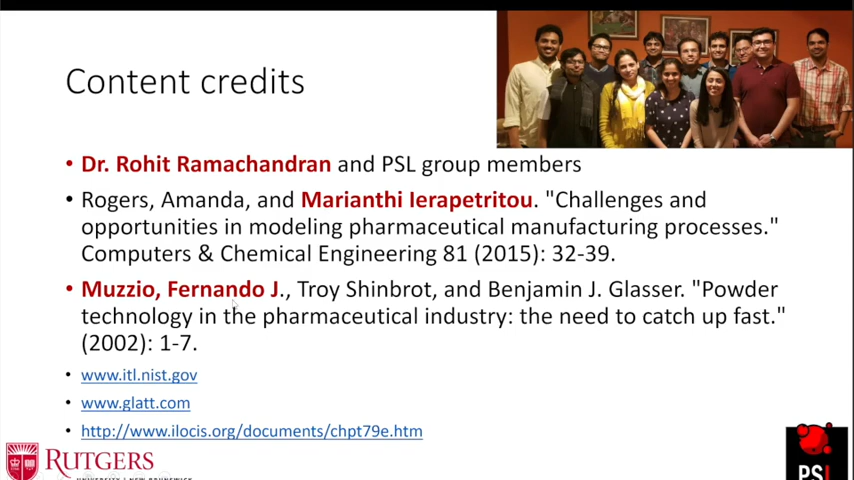 Content credits
• Dr. Rohit Ramachandran and PSL group members
• Rogers, Amanda, and Marianthi Ierapetritou. "Challenges and
opportunities in modeling pharmaceutical manufacturing processes."
Computers & Chemical Engineering 81 (2015): 32-39.
• Muzzio, Fernando J., Troy Shinbrot, and Benjamin J. Glasser. "Powder
technology in the pharmaceutical industry: the need to catch up fast."
(2002): 1-7.
• www.itl.nist.gov
• www.glatt.com
• http://www.ilocis.org/documents/chpt79e.htm
RUTGERS
PSL